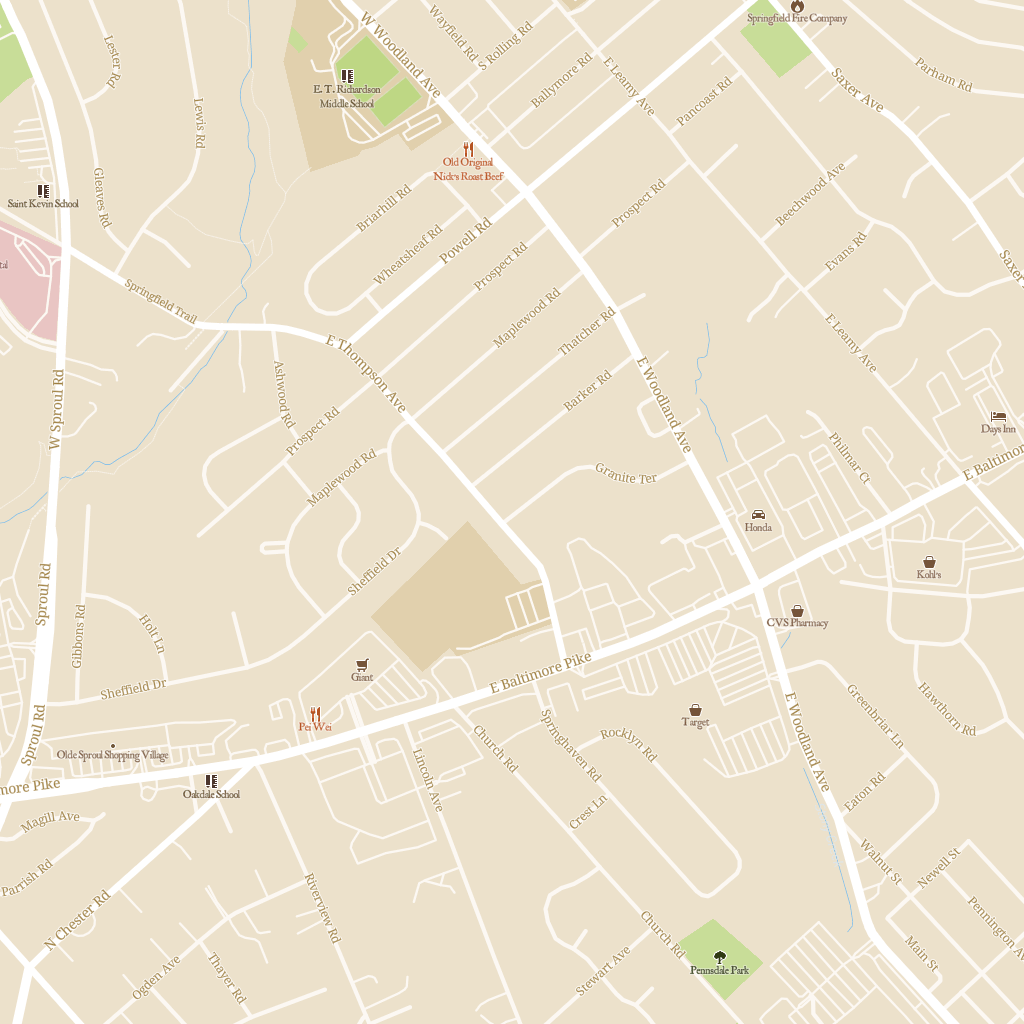 Springfield Fire Company
Wayfield Rd
W Woodland Ave
S Rolling Rd
Lester Rd
E. T. Richardson
Middle School
Ballymore Rd
E Leamy Ave
Pancoast Rd
Saxer Ave
Parham Rd
Lewis Rd
Old Original
Nick's Roast Beef
Saint Kevin School
Gleaves Rd
Briarhill Rd
Prospect Rd
Beechwood Ave
Wheatsheaf Rd
Powell Rd
Prospect Rd
Evans Rd
Saxer
tal
Springfield Trail
Maplewood Rd
Thatcher Rd
E Leamy Ave
E Thompson Ave
W Sproul Rd
Ashwood Rd
Prospect Rd
Barker Rd
E Woodland Ave
Days Inn
Philmar Ct
E Baltimor
Maplewood Rd
Granite Ter
Honda
Sproul Rd
Sheffield Dr
Kohl's
CVS Pharmacy
Gibbons Rd
Holt Ln
Giant
E Baltimore Pike
Sheffield Dr
Hawthorn Rd
Greenbriar Ln
Target
E Woodland Ave
Sproul Rd
Pei Wei
Olde Sproul Shopping Village
Church Rd
Springhaven Rd
Rocklyn Rd
more Pike
Oakdale School
Lincoln Ave
Crest Ln
Eaton Rd
Magill Ave
Walnut St
Newell St
Parrish Rd
Riverview Rd
N Chester Rd
Church Rd
Pennington Av
Main St
Stewart Ave
Pennsdale Park
Ogden Ave
Thayer Rd